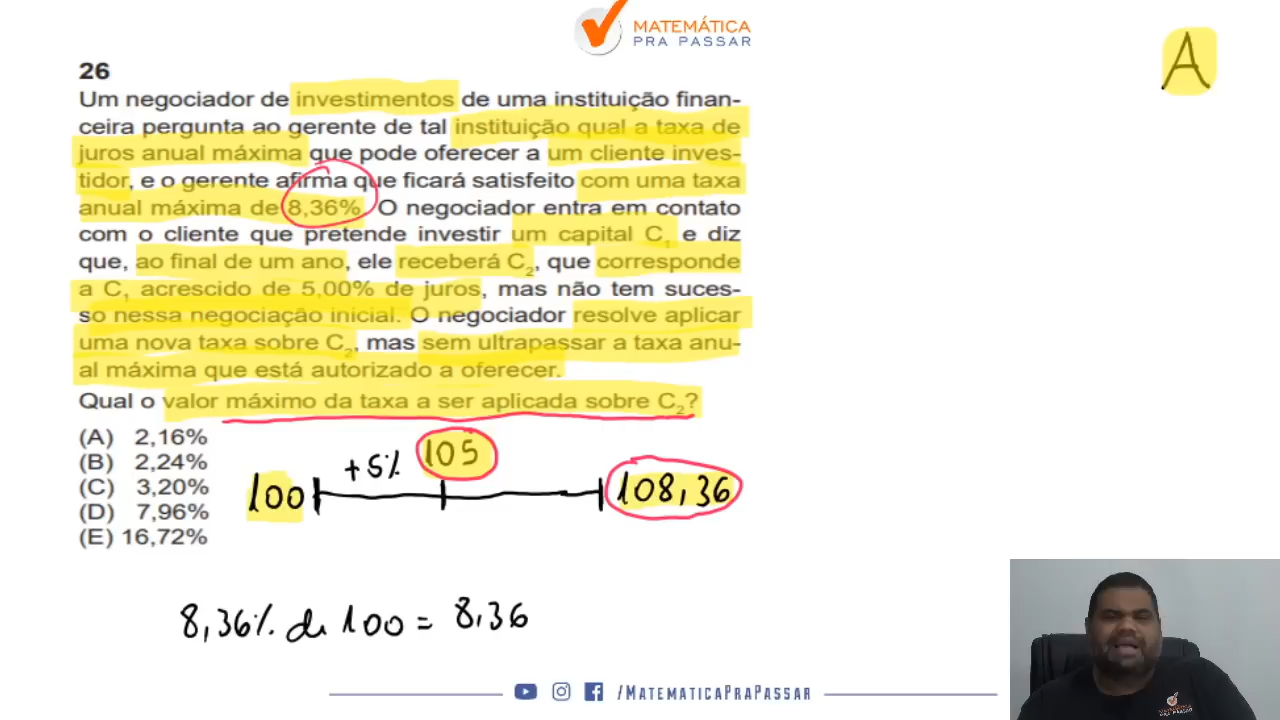 MATEMÁTICA
PRA PASSAR
A
26
Um negociador de investimentos de uma instituição finan-
ceira pergunta ao gerente de tal instituição qual a taxa de
juros anual máxima que pode oferecer a um cliente inves-
tidor, e o gerente afirma que ficará satisfeito com uma taxa
anual máxima de 8,36%. O negociador entra em contato
com o cliente que pretende investir um capital C₁ e diz
que, ao final de um ano, ele receberá C₂, que corresponde
a C₁ acrescido de 5,00% de juros, mas não tem suces-
so nessa negociação inicial. O negociador resolve aplicar
uma nova taxa sobre C₂, mas sem ultrapassar a taxa anu-
al máxima que está autorizado a oferecer.
Qual o valor máximo da taxa a ser aplicada sobre C₂?
(A) 2,16%
(B) 2,24%
(C) 3,20%
(D) 7,96%
(E) 16,72%
100 +5% 105 108,36
8,36% de 100 = 8,36
MATEMÁTICA
PRA PASSAR
/MATEMATICAPRAPASSAR